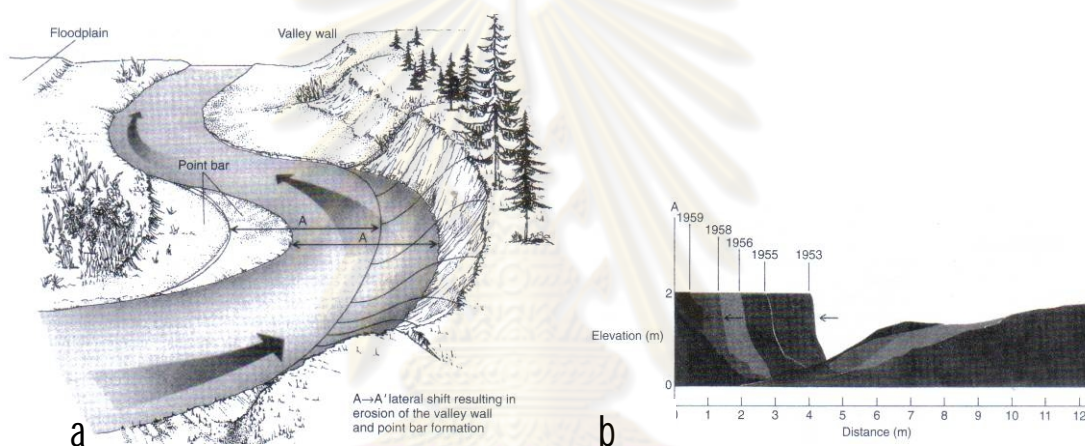 Floodplain
Valley wall
Point bar
A
A
A→A' lateral shift resulting in
erosion of the valley wall
and point bar formation
a
A
1959
1958
1956
1955
1953
2
Elevation (m)
0
0 1 2 3 4 5 6 7 8 9 10 11 12
Distance (m)
b